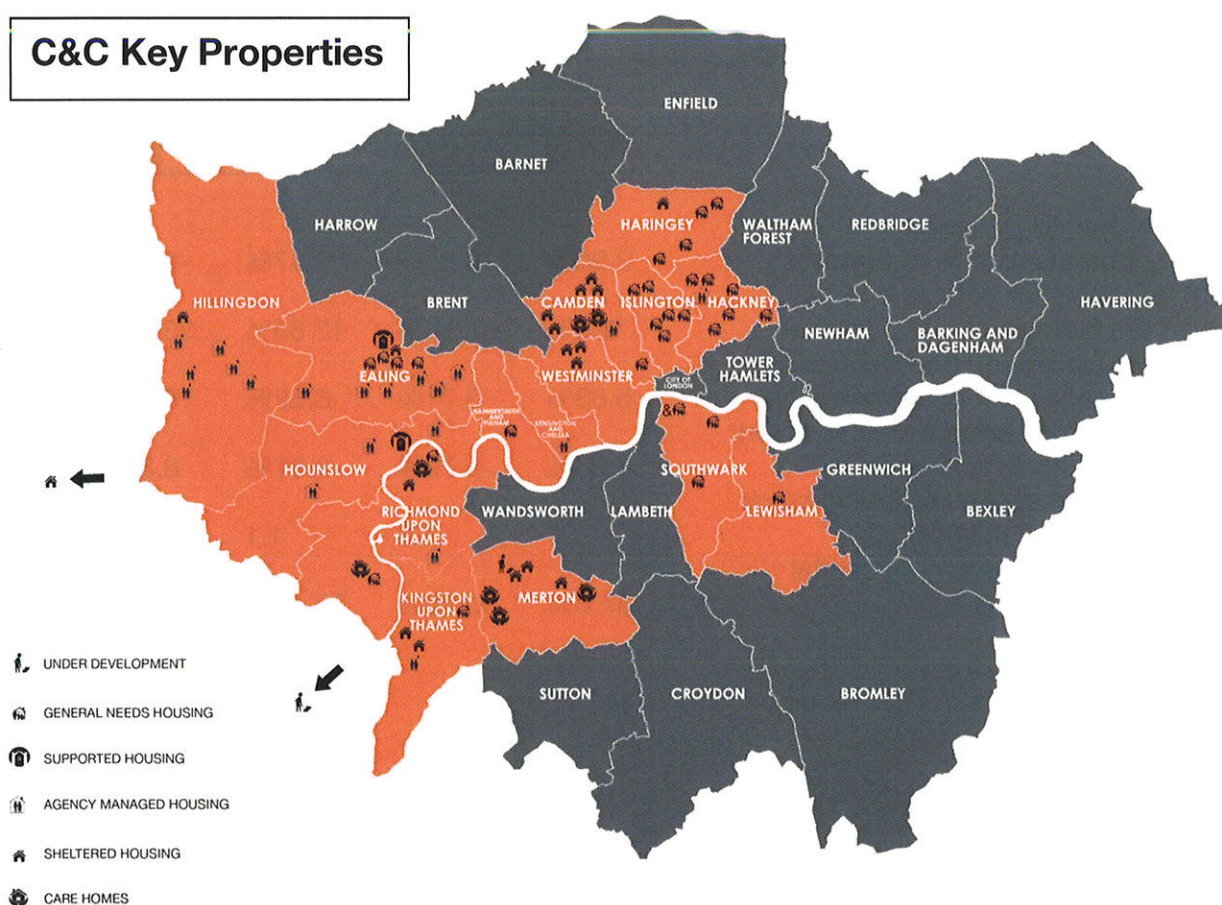 C&C Key Properties
ENFIELD
BARNET
HARROW
HARINGEY
WALTHAM
FOREST
REDBRIDGE
HILLINGDON
BRENT
CAMDEN
ISLINGTON
HACKNEY
HAVERING
NEWHAM
BARKING AND
DAGENHAM
EALING
WESTMINSTER
TOWER
HAMLETS
CITY OF
LONDON
HAMMERSMITH
AND
FULHAM
KENSINGTON
AND
CHELSEA
&
HOUNSLOW
SOUTHWARK
GREENWICH
RICHMOND
UPON
THAMES
WANDSWORTH
LAMBETH
LEWISHAM
BEXLEY
KINGSTON
UPON
THAMES
MERTON
SUTTON
CROYDON
BROMLEY
UNDER DEVELOPMENT
GENERAL NEEDS HOUSING
SUPPORTED HOUSING
AGENCY MANAGED HOUSING
SHELTERED HOUSING
CARE HOMES